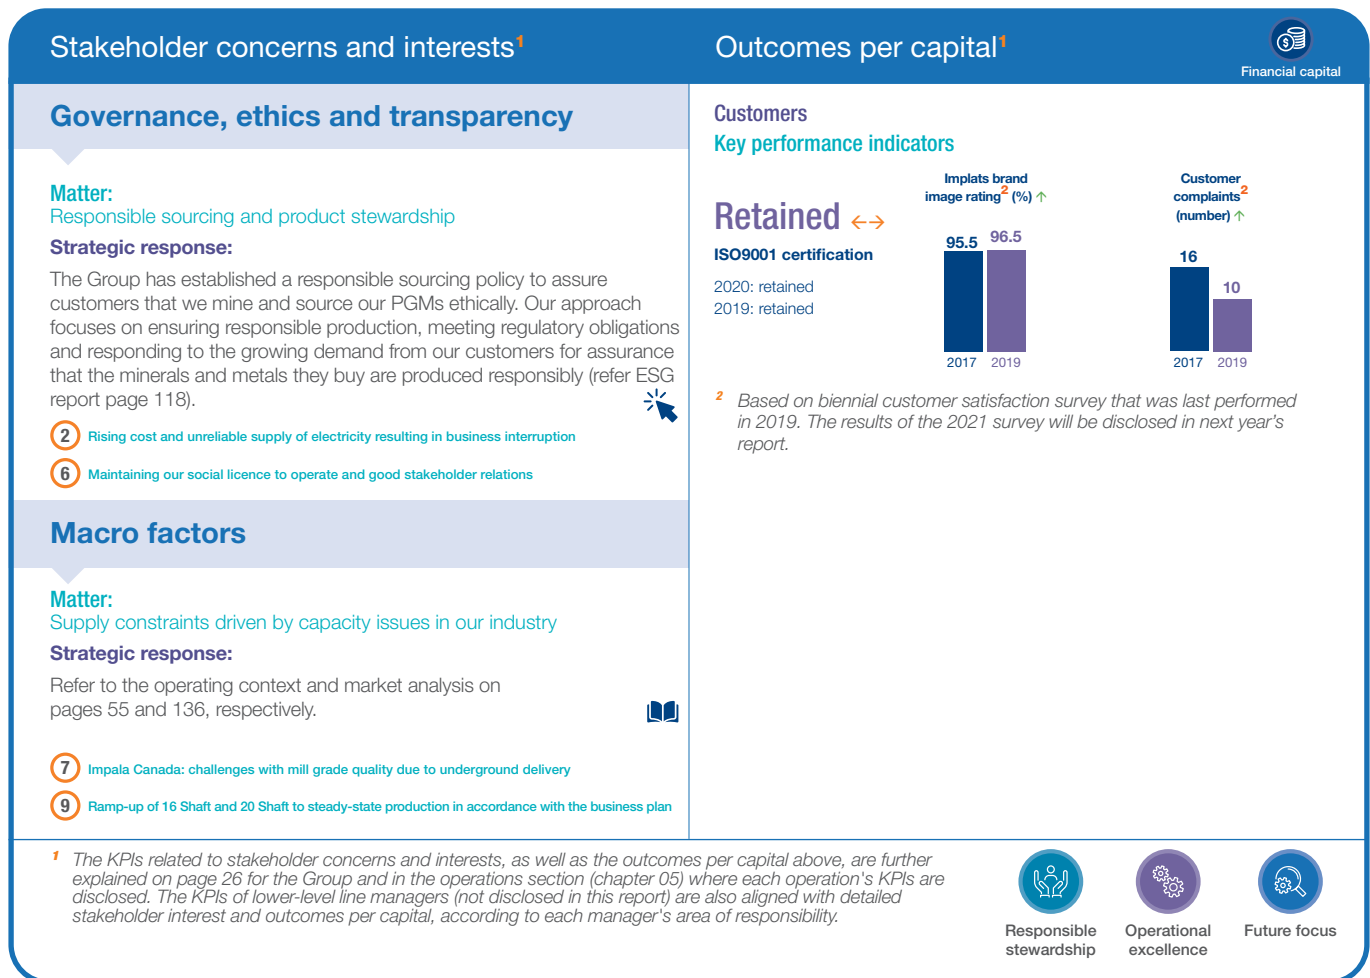 Stakeholder concerns and interests1
Outcomes per capital1
Financial capital
Governance, ethics and transparency
Matter:
Responsible sourcing and product stewardship
Strategic response:
The Group has established a responsible sourcing policy to assure
customers that we mine and source our PGMs ethically. Our approach
focuses on ensuring responsible production, meeting regulatory obligations
and responding to the growing demand from our customers for assurance
that the minerals and metals they buy are produced responsibly (refer ESG
report page 118).
2 Rising cost and unreliable supply of electricity resulting in business interruption
6 Maintaining our social licence to operate and good stakeholder relations
Macro factors
Matter:
Supply constraints driven by capacity issues in our industry
Strategic response:
Refer to the operating context and market analysis on
pages 55 and 136, respectively.
7 Impala Canada: challenges with mill grade quality due to underground delivery
9 Ramp-up of 16 Shaft and 20 Shaft to steady-state production in accordance with the business plan
Customers
Key performance indicators
Retained ←→
ISO9001 certification
2020: retained
2019: retained
Implats brand
image rating2 (%) ↑
95.5 96.5
2017 2019
Customer
complaints2
(number) ↑
16
10
2017 2019
2 Based on biennial customer satisfaction survey that was last performed
in 2019. The results of the 2021 survey will be disclosed in next year's
report.
1 The KPIs related to stakeholder concerns and interests, as well as the outcomes per capital above, are further
explained on page 26 for the Group and in the operations section (chapter 05) where each operation's KPIs are
disclosed. The KPIs of lower-level line managers (not disclosed in this report) are also aligned with detailed
stakeholder interest and outcomes per capital, according to each manager's area of responsibility.
Responsible
stewardship
Operational
excellence
Future focus